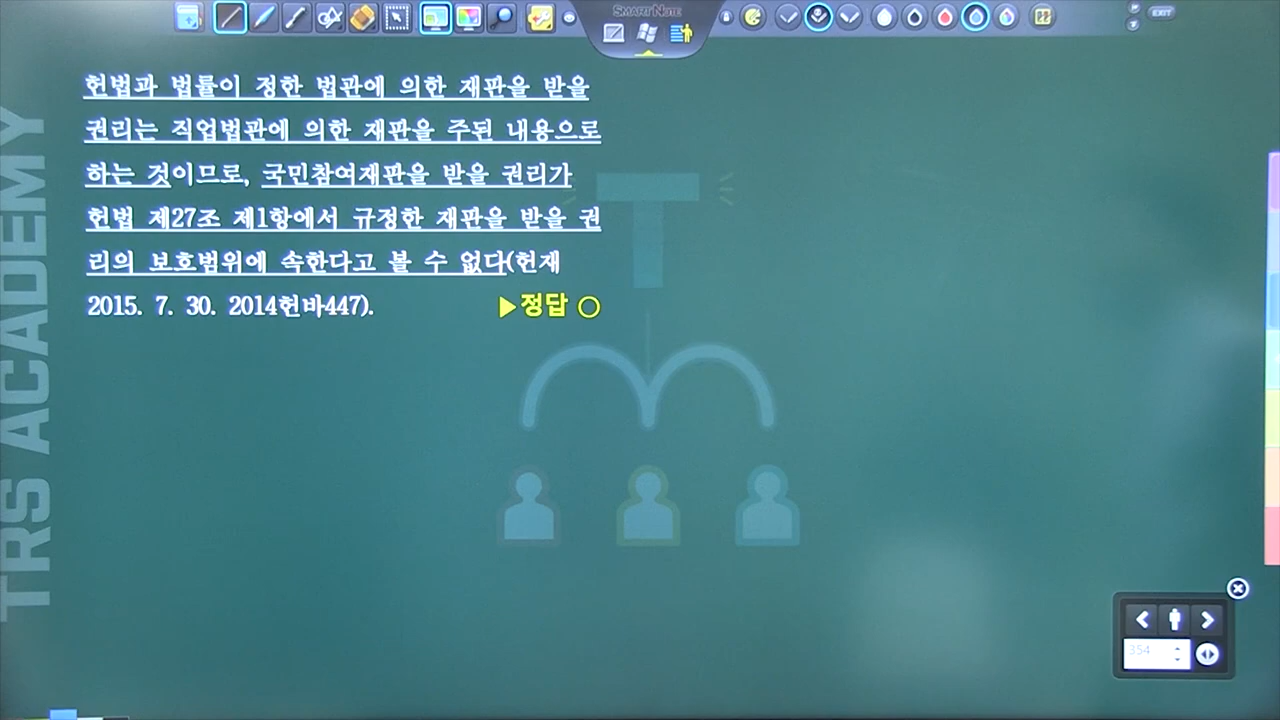 SMART NOTE
EXIT
헌법과 법률이 정한 법관에 의한 재판을 받을
권리는 직업법관에 의한 재판을 주된 내용으로
하는 것이므로, 국민참여재판을 받을 권리가
헌법 제27조 제1항에서 규정한 재판을 받을 권
리의 보호범위에 속한다고 볼 수 없다(헌재
2015. 7. 30. 2014헌바447). ▶정답 ○
TRS ACADEMY
354